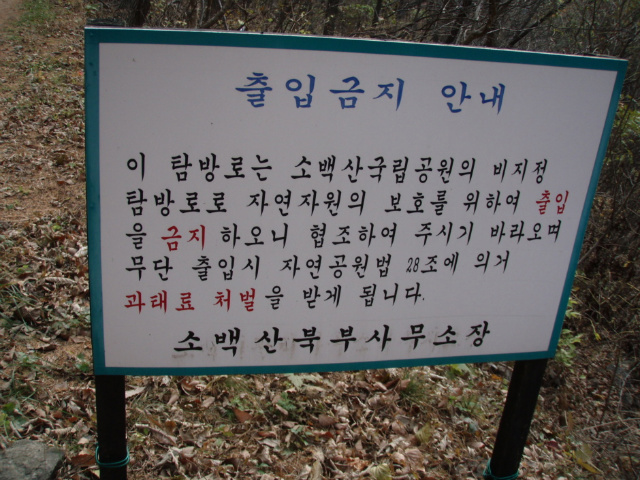 출입금지 안내
이 탐방로는 소백산국립공원의 비지정
탐방로로 자연자원의 보호를 위하여 출입
을 금지 하오니 협조하여 주시기 바라오며
무단 출입시 자연공원법 28조에 의거
과태료 처벌을 받게 됩니다.
소백산북부사무소장